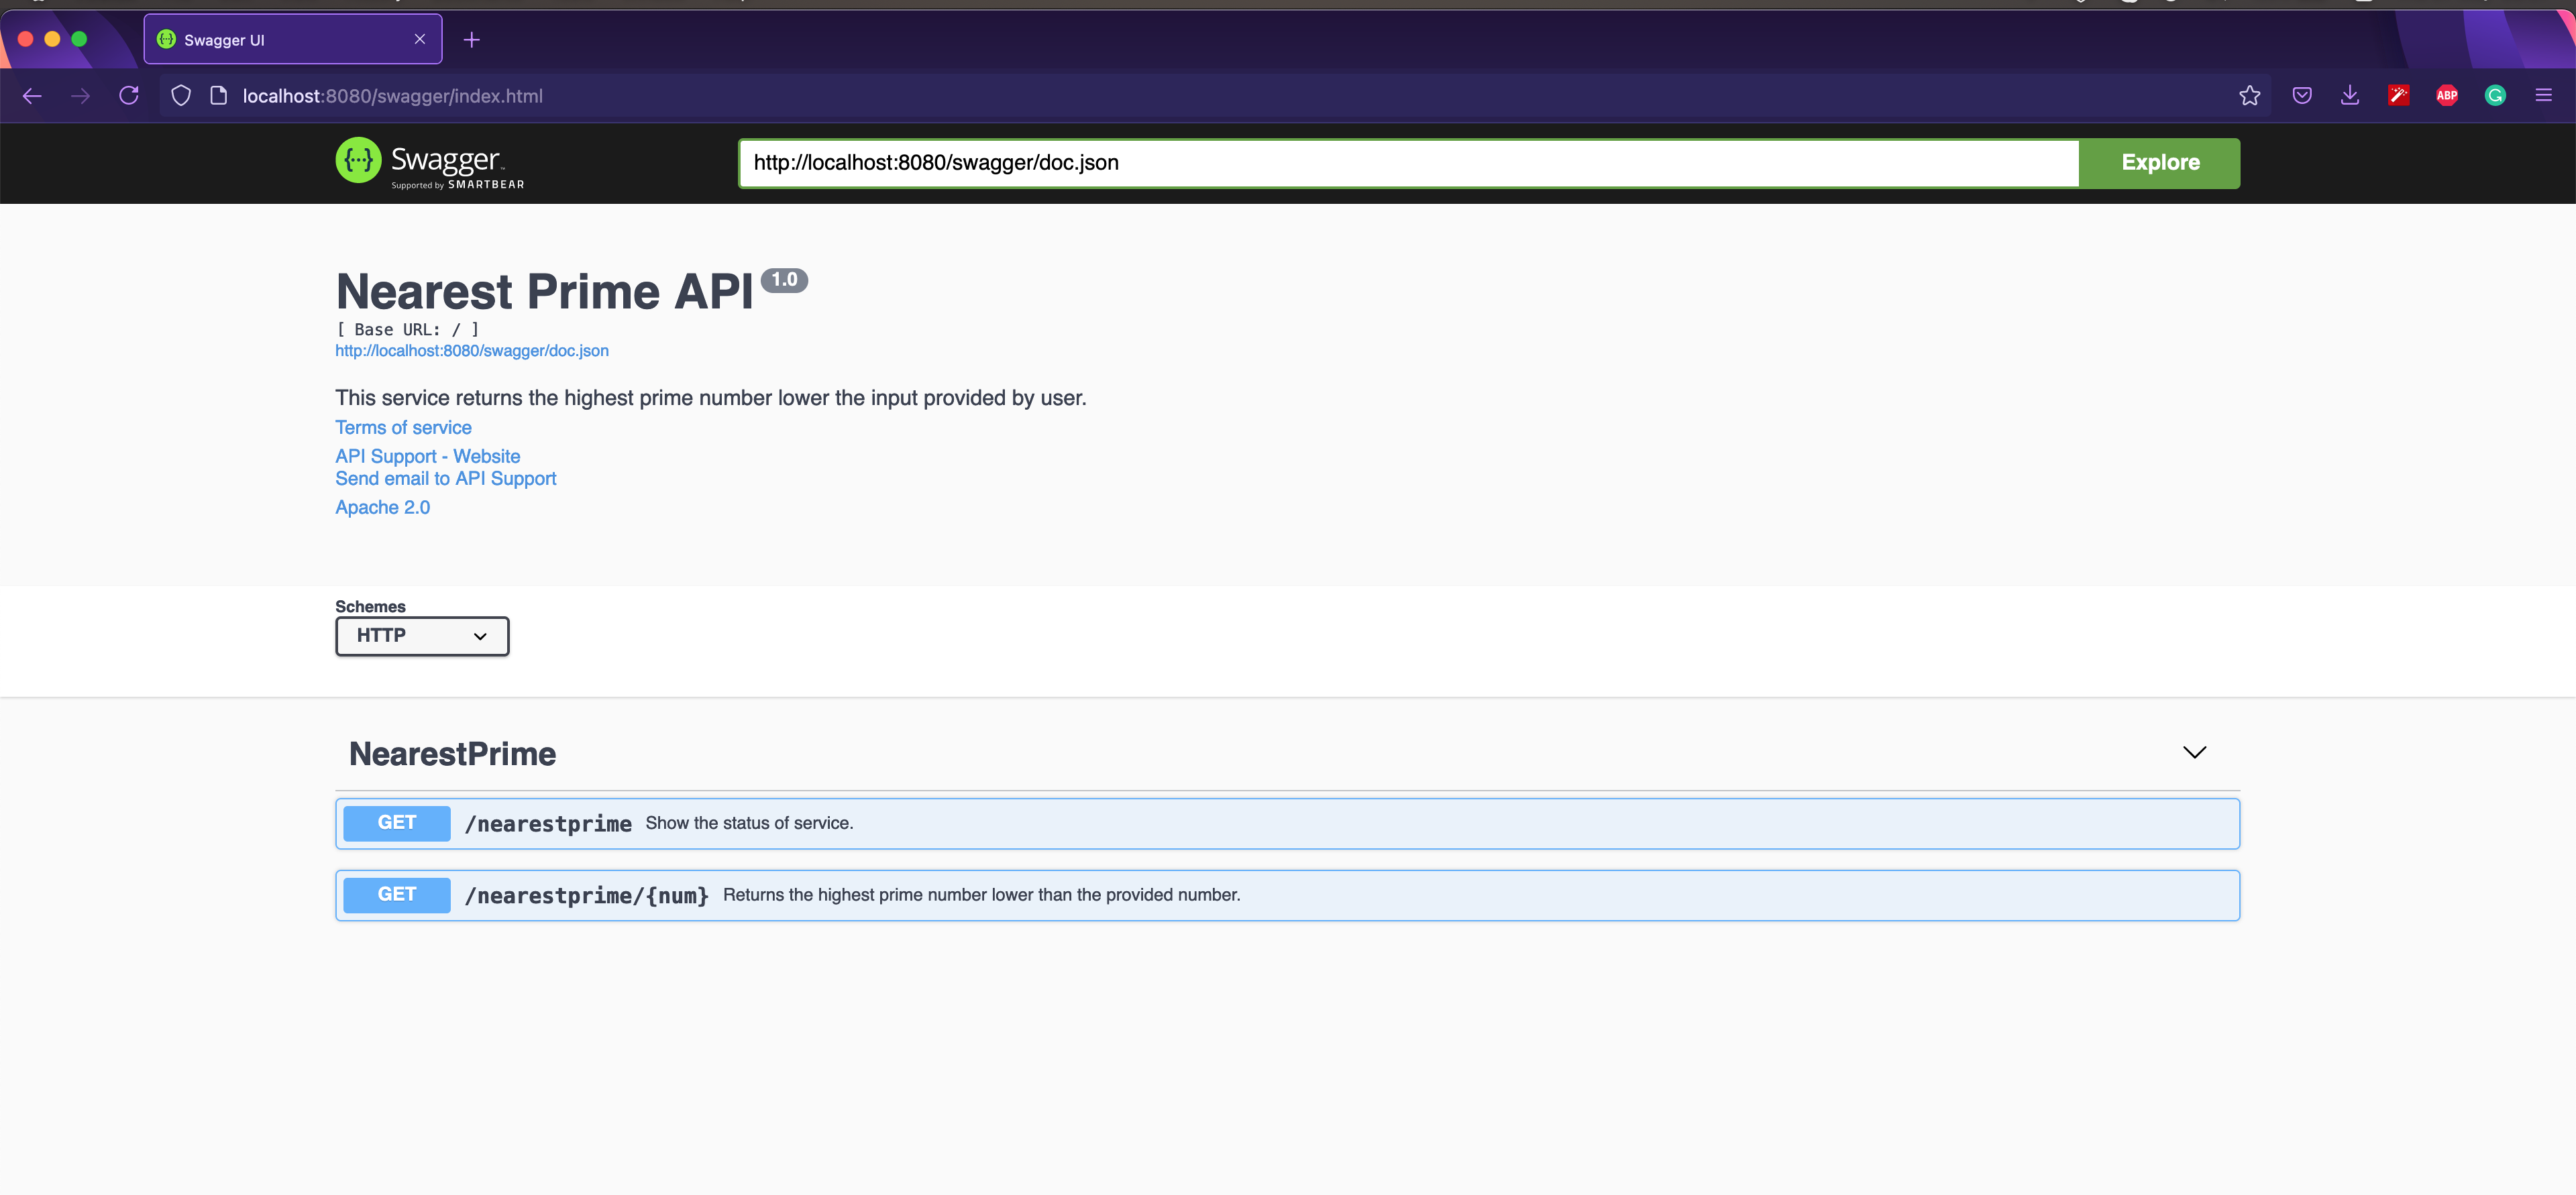 Swagger UI
localhost:8080/swagger/index.html
ABP
G
{···} Swagger™
Supported by SMARTBEAR
http://localhost:8080/swagger/doc.json
Explore
Nearest Prime API 1.0
[ Base URL: / ]
http://localhost:8080/swagger/doc.json
This service returns the highest prime number lower the input provided by user.
Terms of service
API Support - Website
Send email to API Support
Apache 2.0
Schemes
HTTP
NearestPrime
GET /nearestprime Show the status of service.
GET /nearestprime/{num} Returns the highest prime number lower than the provided number.